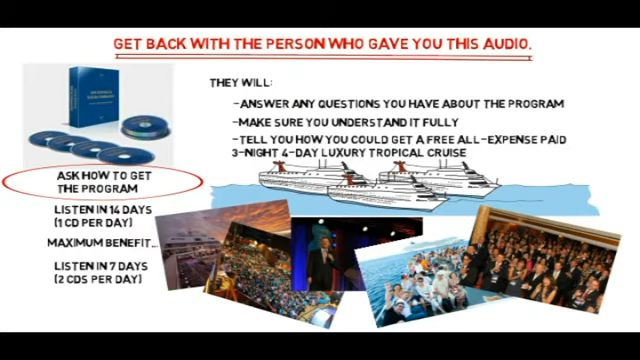 GET BACK WITH THE PERSON WHO GAVE YOU THIS AUDIO.
THEY WILL:
-ANSWER ANY QUESTIONS YOU HAVE ABOUT THE PROGRAM
-MAKE SURE YOU UNDERSTAND IT FULLY
-TELL YOU HOW YOU COULD GET A FREE ALL-EXPENSE PAID
3-NIGHT 4-DAY LUXURY TROPICAL CRUISE
ASK HOW TO GET
THE PROGRAM
LISTEN IN 14 DAYS
(1 CD PER DAY)
MAXIMUM BENEFIT...
LISTEN IN 7 DAYS
(2 CDS PER DAY)